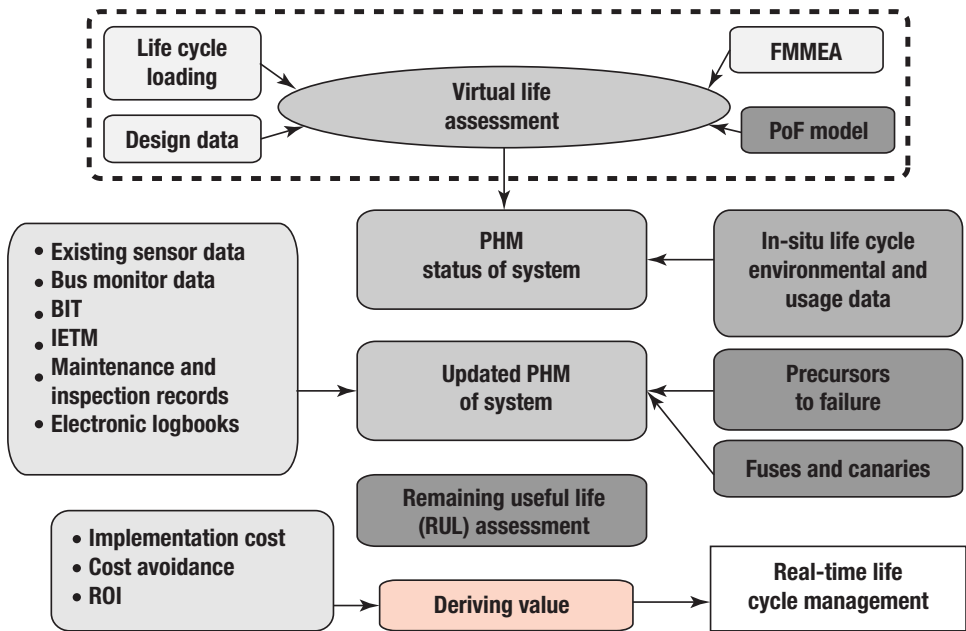 Life cycle
loading
Design data
Virtual life
assessment
FMMEA
PoF model
PHM
status of system
In-situ life cycle
environmental and
usage data
• Existing sensor data
• Bus monitor data
• BIT
• IETM
• Maintenance and
inspection records
• Electronic logbooks
Updated PHM
of system
Precursors
to failure
Fuses and canaries
Remaining useful life
(RUL) assessment
• Implementation cost
• Cost avoidance
• ROI
Deriving value
Real-time life
cycle management